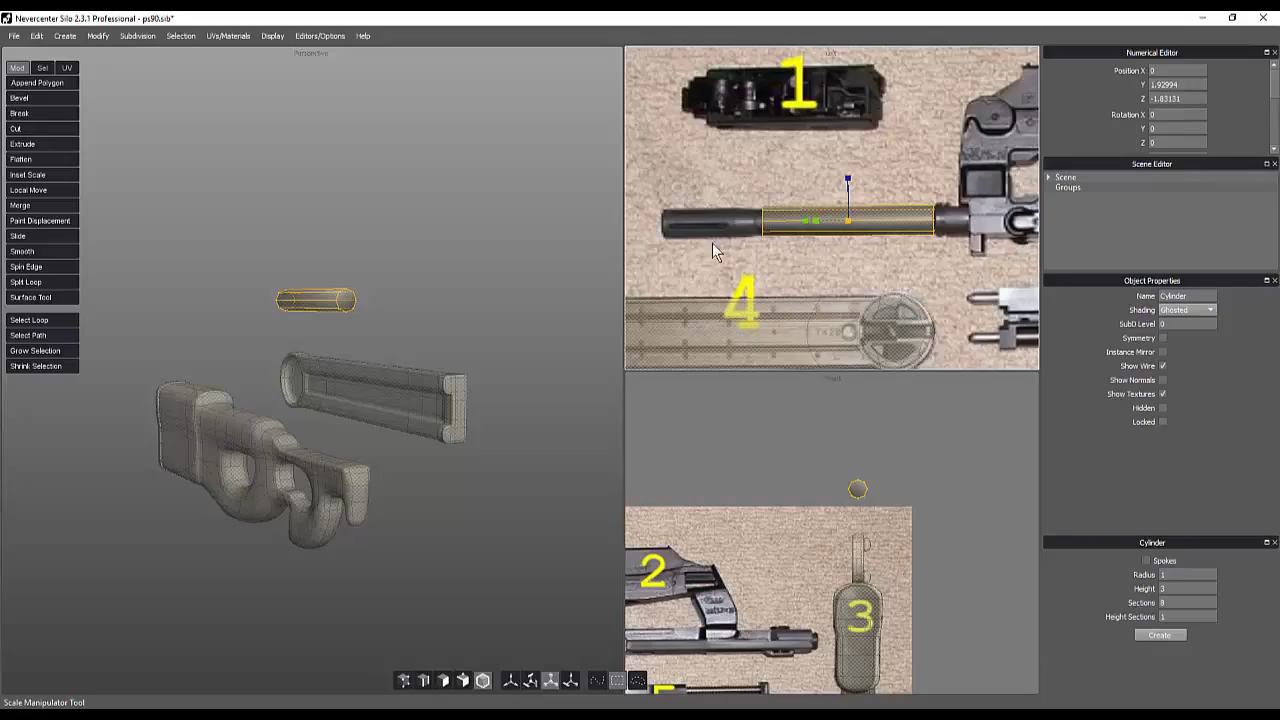 Nevercenter Silo 2.3.1 Professional - ps90.sib*
File Edit Create Modify Subdivision Selection UVs/Materials Display Editors/Options Help
Perspective
Mod Sel UV
Append Polygon
Bevel
Break
Cut
Extrude
Flatten
Inset Scale
Local Move
Merge
Paint Displacement
Slide
Smooth
Spin Edge
Split Loop
Surface Tool
Select Loop
Select Path
Grow Selection
Shrink Selection
1
4
2
3
Numerical Editor
Position X 0
Y 1.92994
Z -1.83131
Rotation X 0
Y 0
Z 0
Scene Editor
Scene
Groups
Object Properties
Name Cylinder
Shading Ghosted
SubD Level 0
Symmetry
Instance Mirror
Show Wire
Show Normals
Show Textures
Hidden
Locked
Cylinder
Spokes
Radius 1
Height 3
Sections 8
Height Sections 1
Create
Scale Manipulator Tool